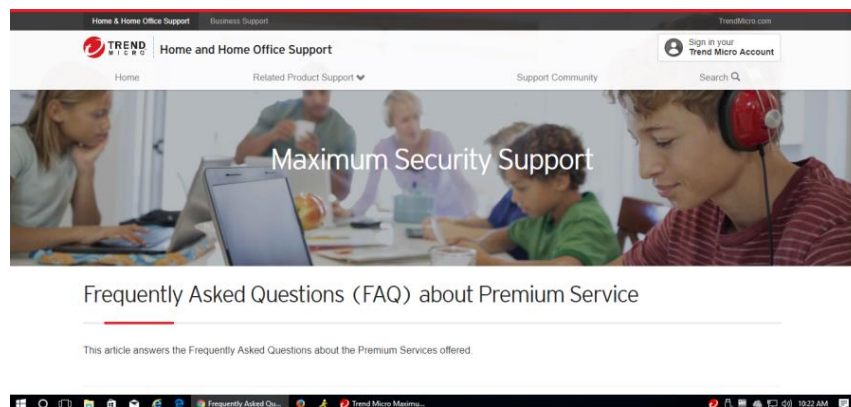 Home & Home Office Support Business Support TrendMicro.com
TREND MICRO Home and Home Office Support Sign in your Trend Micro Account
Home Related Product Support Support Community Search
Maximum Security Support
Frequently Asked Questions (FAQ) about Premium Service
This article answers the Frequently Asked Questions about the Premium Services offered.
Frequently Asked Qu... Trend Micro Maximu... 10:22 AM